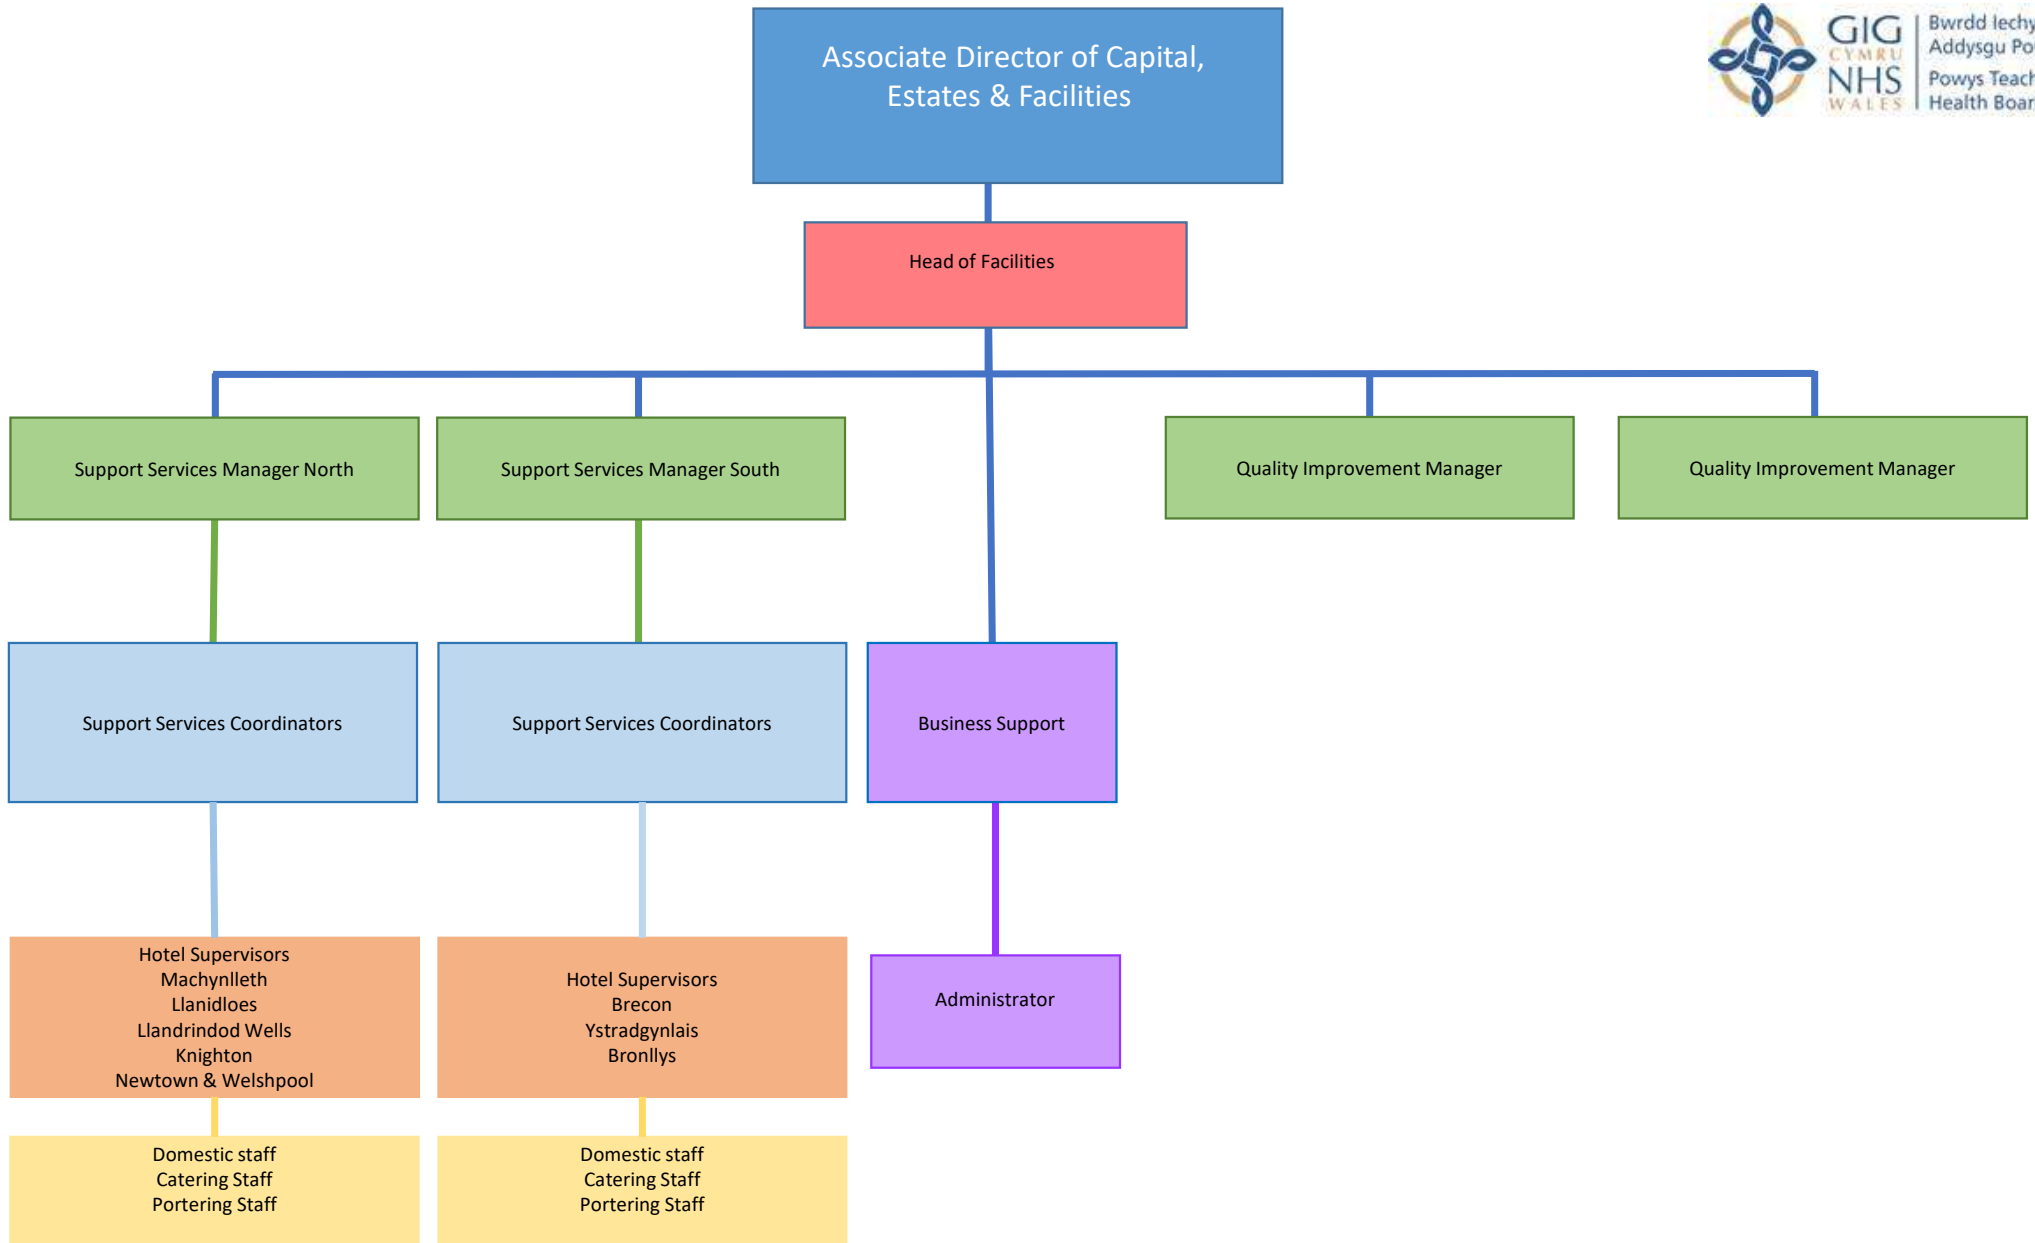 Associate Director of Capital,
Estates & Facilities
GIG
CYMRU
NHS
WALES
Bwrdd Iechy
Addysgu Po
Powys Teach
Health Boar
Head of Facilities
Support Services Manager North
Support Services Manager South
Quality Improvement Manager
Quality Improvement Manager
Support Services Coordinators
Support Services Coordinators
Business Support
Hotel Supervisors
Machynlleth
Llanidloes
Llandrindod Wells
Knighton
Newtown & Welshpool
Hotel Supervisors
Brecon
Ystradgynlais
Bronllys
Administrator
Domestic staff
Catering Staff
Portering Staff
Domestic staff
Catering Staff
Portering Staff